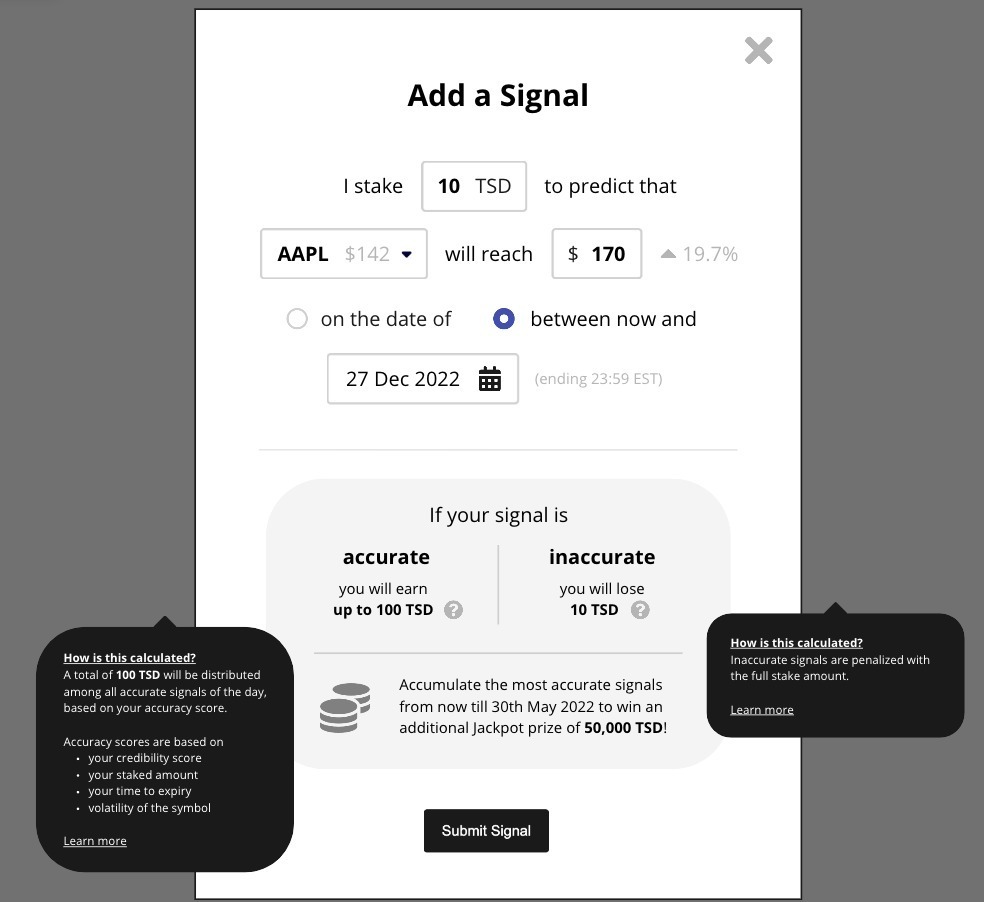 Add a Signal
I stake 10 TSD to predict that
AAPL $142 will reach $ 170 19.7%
on the date of between now and
27 Dec 2022 (ending 23:59 EST)
If your signal is
accurate
you will earn
up to 100 TSD ?
inaccurate
you will lose
10 TSD ?
Accumulate the most accurate signals
from now till 30th May 2022 to win an
additional Jackpot prize of 50,000 TSD!
Submit Signal
How is this calculated?
A total of 100 TSD will be distributed
among all accurate signals of the day,
based on your accuracy score.
Accuracy scores are based on
• your credibility score
• your staked amount
• your time to expiry
• volatility of the symbol
Learn more
How is this calculated?
Inaccurate signals are penalized with
the full stake amount.
Learn more